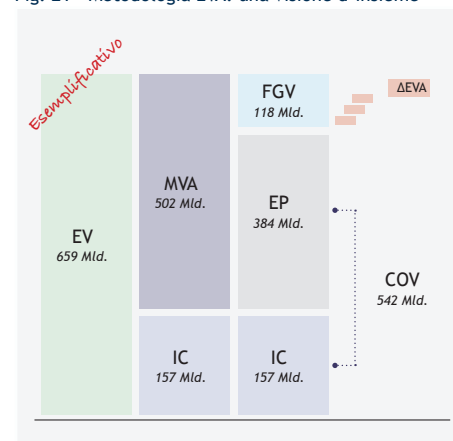 Fig. 21 - Metodologia EVA: una visione d'insieme
Esemplificativo
FGV
118 Mld.
ΔEVA
MVA
502 Mld.
EP
384 Mld.
EV
659 Mld.
COV
542 Mld.
IC
157 Mld.
IC
157 Mld.